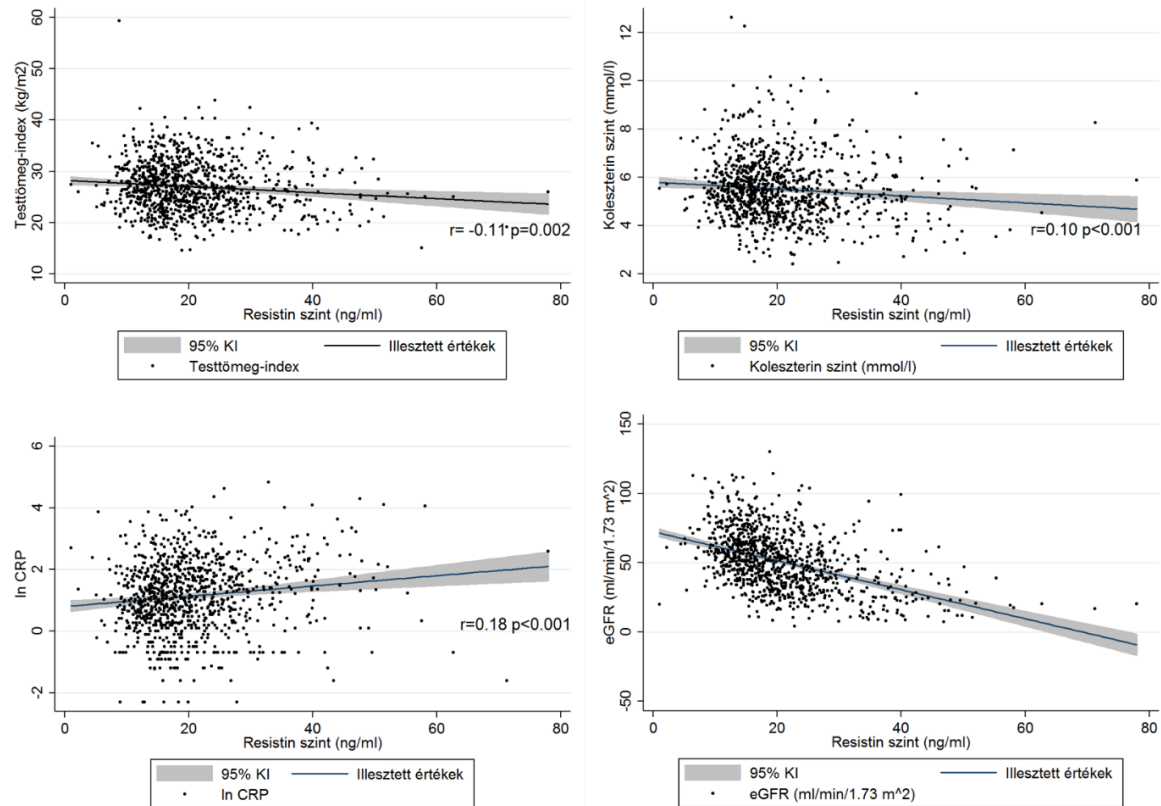 Testtömeg-index (kg/m2)
60
50
40
30
20
10
r= -0.11 p=0.002
0 20 40 60 80
Resistin szint (ng/ml)
95% KI Illesztett értékek
Testtömeg-index
Koleszterin szint (mmol/l)
12
10
8
6
4
2
r=0.10 p<0.001
0 20 40 60 80
Resistin szint (ng/ml)
95% KI Illesztett értékek
Koleszterin szint (mmol/l)
ln CRP
6
4
2
0
-2
r=0.18 p<0.001
0 20 40 60 80
Resistin szint (ng/ml)
95% KI Illesztett értékek
ln CRP
eGFR (ml/min/1.73 m^2)
150
100
50
0
-50
0 20 40 60 80
Resistin szint (ng/ml)
95% KI Illesztett értékek
eGFR (ml/min/1.73 m^2)